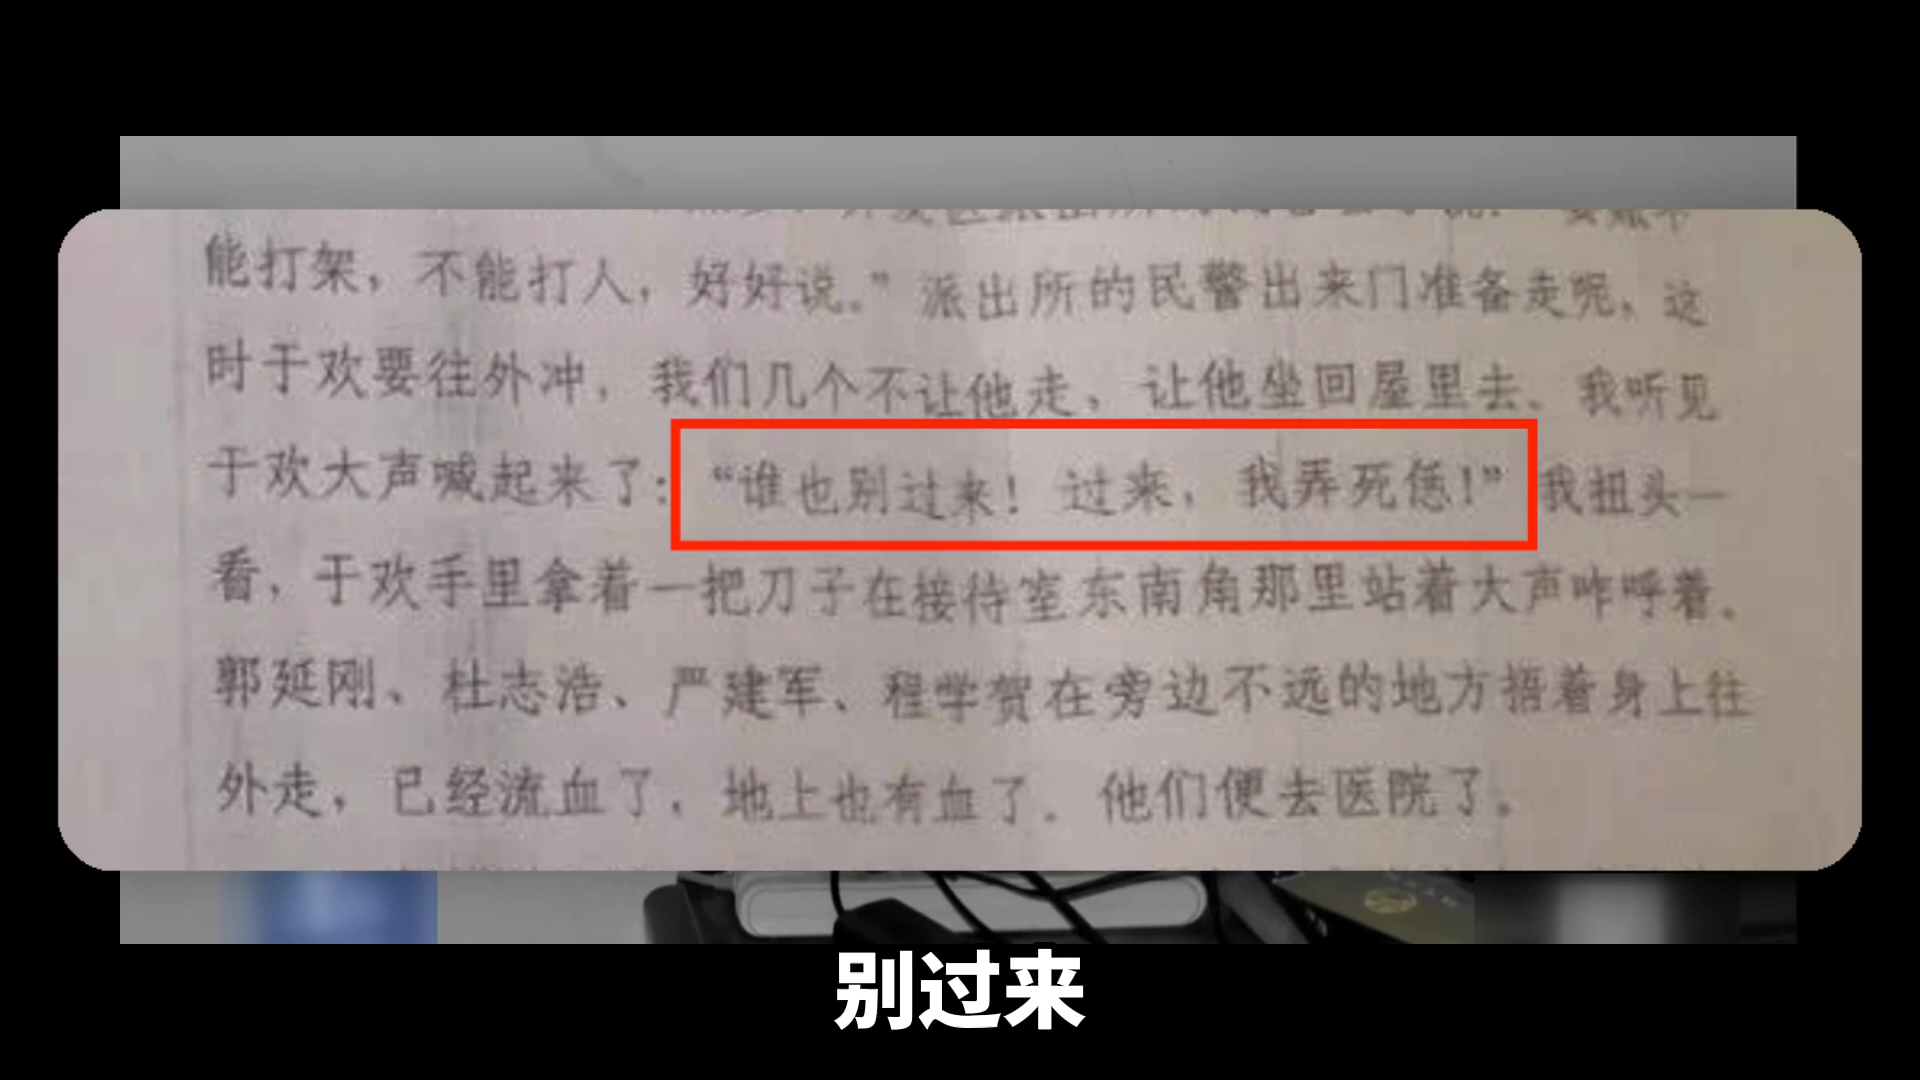 能打架，不能打人，好好说。”派出所的民警出来门准备走呢，这
时于欢要往外冲，我们几个不让他走，让他坐回屋里去、我听见
于欢大声喊起来了：“谁也别过来！过来，我弄死恁！”我扭头一
看，于欢手里拿着一把刀子在接待室东南角那里站着大声咋呼着。
郭延刚、杜志浩、严建军、程学贺在旁边不远的地方捂着身上往
外走，已经流血了，地上也有血了。他们便去医院了。
别过来